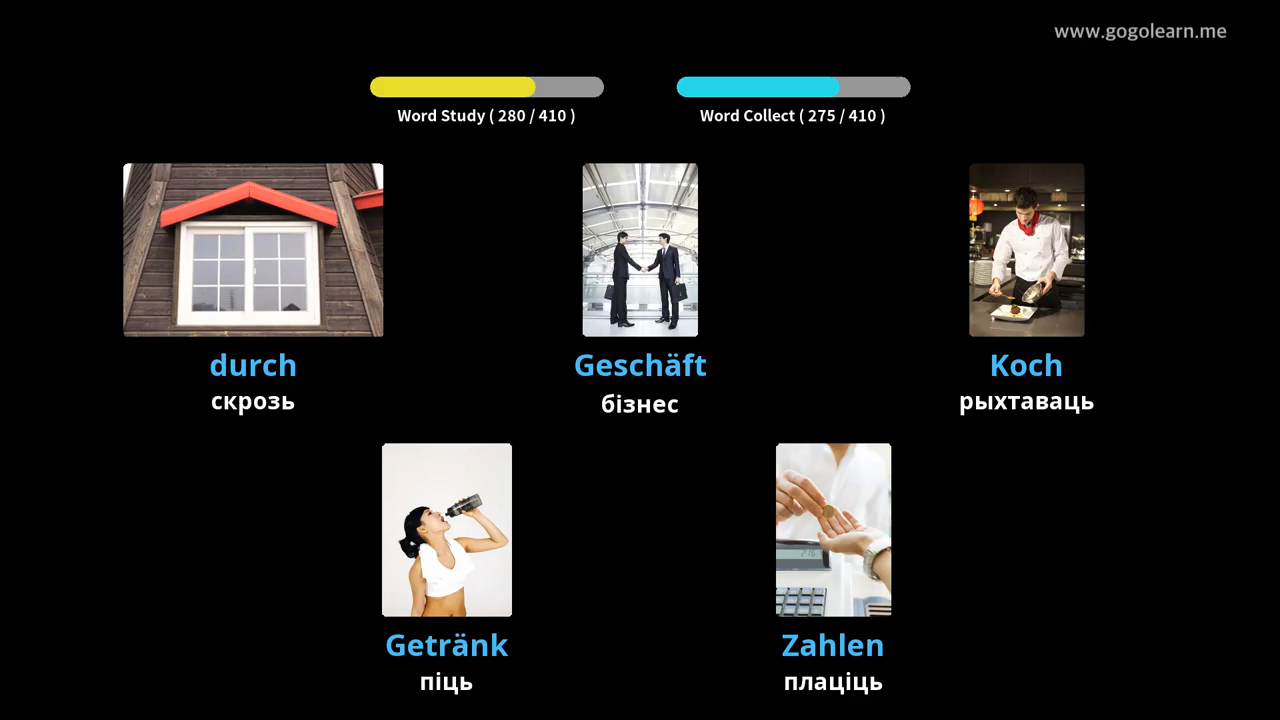 www.gogolearn.me
Word Study ( 280 / 410 )
Word Collect ( 275 / 410 )
durch
скрозь
Geschäft
бізнес
Koch
рыхтаваць
Getränk
піць
Zahlen
плаціць